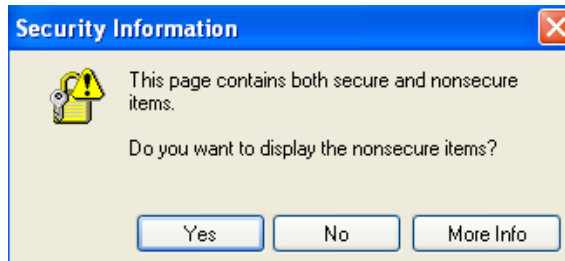 Security Information
This page contains both secure and nonsecure
items.
Do you want to display the nonsecure items?
Yes No More Info